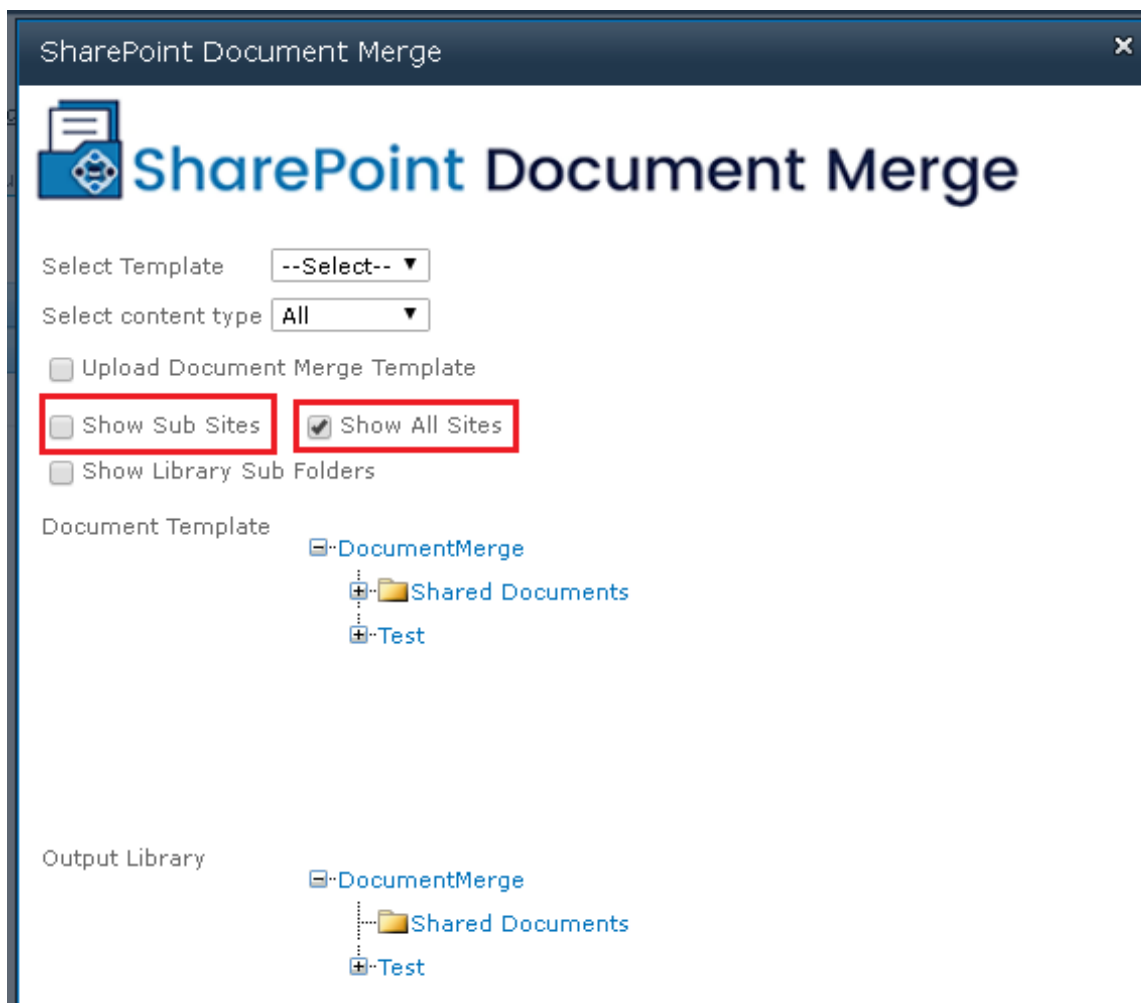 SharePoint Document Merge
SharePoint Document Merge
Select Template --Select--
Select content type All
Upload Document Merge Template
Show Sub Sites Show All Sites
Show Library Sub Folders
Document Template
DocumentMerge
Shared Documents
Test
Output Library
DocumentMerge
Shared Documents
Test